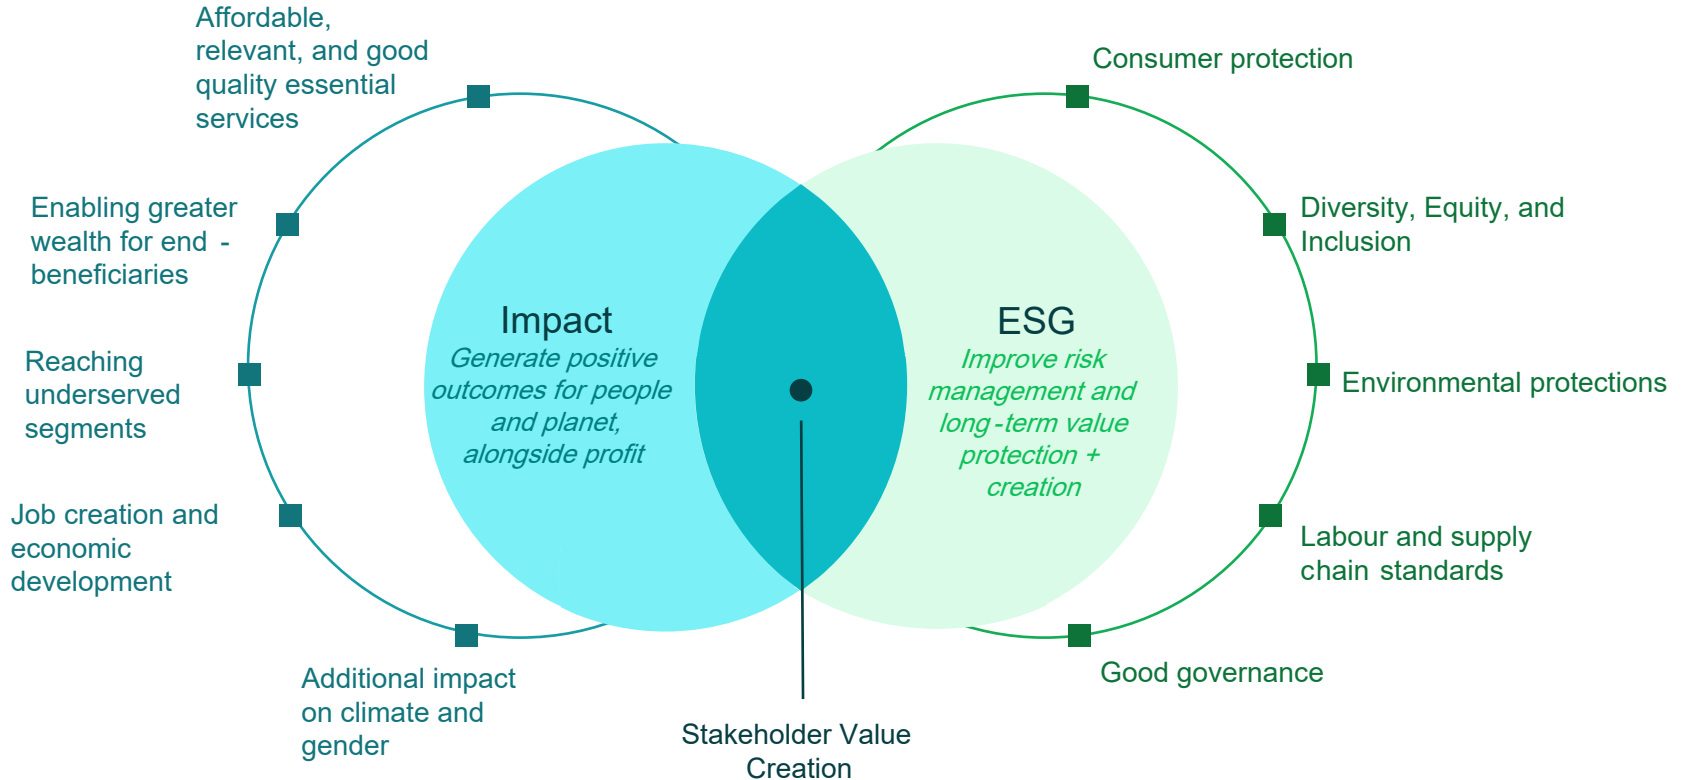 Affordable,
relevant, and good
quality essential
services
Enabling greater
wealth for end -
beneficiaries
Reaching
underserved
segments
Job creation and
economic
development
Additional impact
on climate and
gender
Impact
Generate positive
outcomes for people
and planet,
alongside profit
Stakeholder Value
Creation
ESG
Improve risk
management and
long-term value
protection +
creation
Consumer protection
Diversity, Equity, and
Inclusion
Environmental protections
Labour and supply
chain standards
Good governance